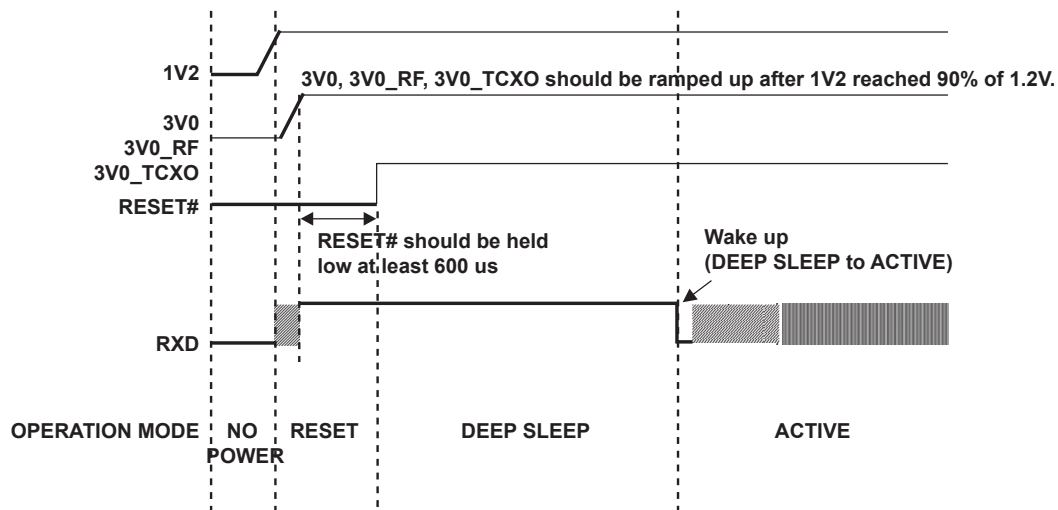 1V2
3V0, 3V0_RF, 3V0_TCXO should be ramped up after 1V2 reached 90% of 1.2V.
3V0
3V0_RF
3V0_TCXO
RESET#
RESET# should be held
low at least 600 us
Wake up
(DEEP SLEEP to ACTIVE)
RXD
OPERATION MODE
NO
POWER
RESET
DEEP SLEEP
ACTIVE